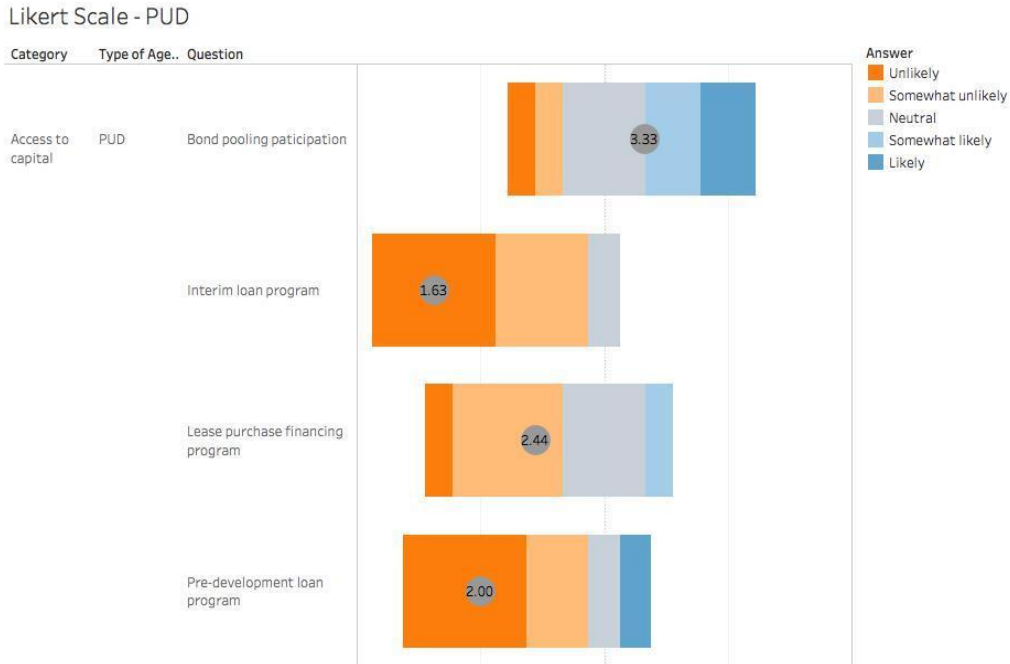 Likert Scale - PUD
Category Type of Age.. Question
Answer
Unlikely
Somewhat unlikely
Neutral
Somewhat likely
Likely
Access to
capital
PUD
Bond pooling paticipation
3.33
Interim loan program
1.63
Lease purchase financing
program
2.44
Pre-development loan
program
2.00